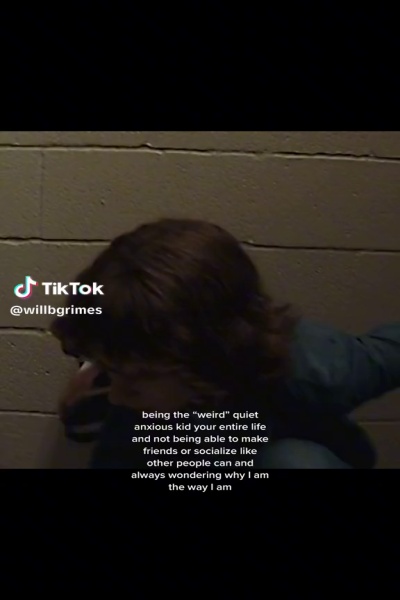 TikTok
@willbgrimes
being the “weird” quiet
anxious kid your entire life
and not being able to make
friends or socialize like
other people can and
always wondering why I am
the way I am